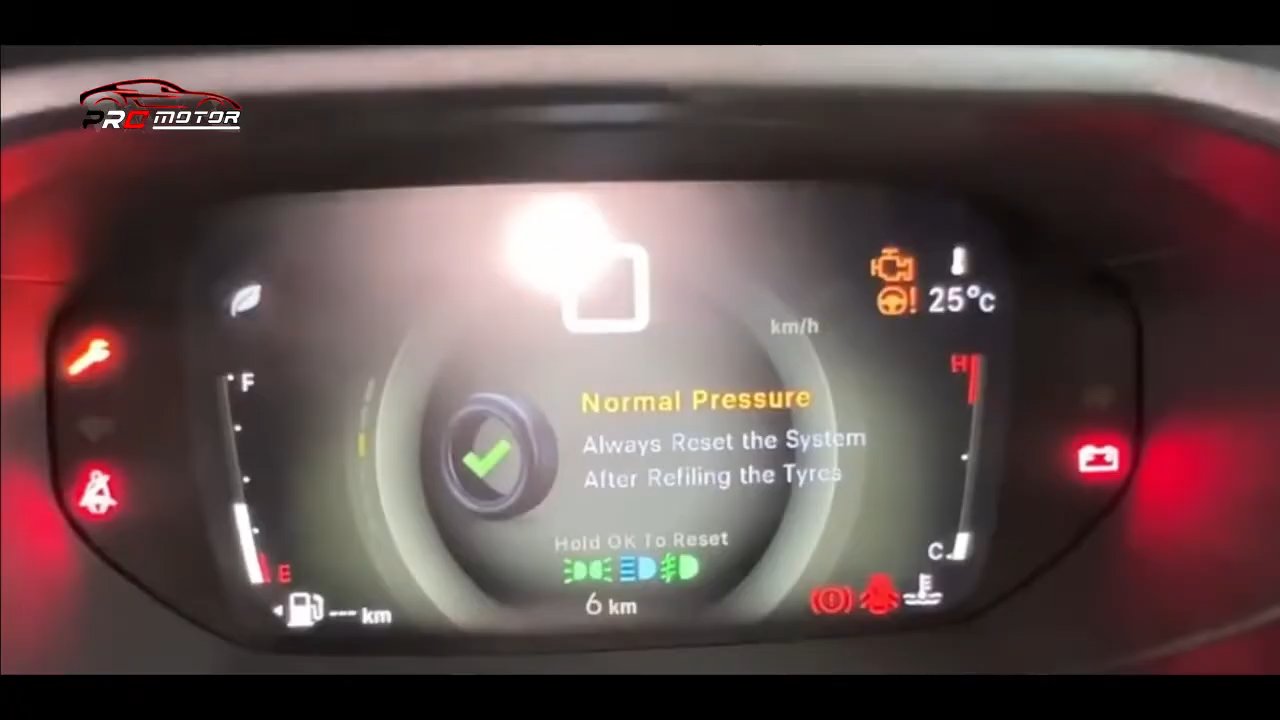 PRO MOTOR
25°C
km/h
F
H
Normal Pressure
Always Reset the System
After Refiling the Tyres
Hold OK To Reset
C
E
6 km
--- km